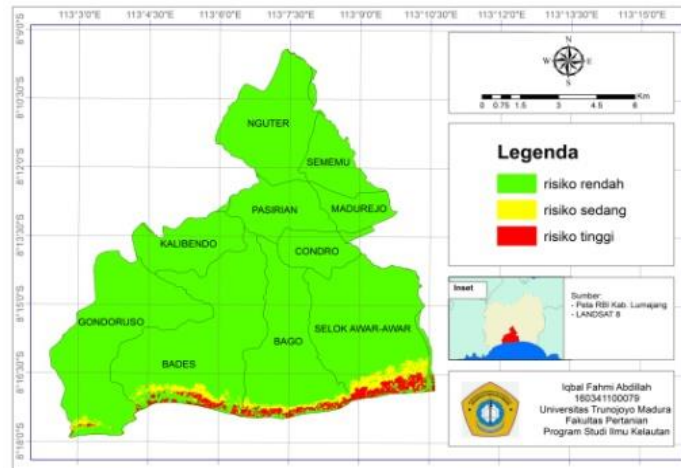 113°3'0"E 113°4'30"E 113°6'0"E 113°7'30"E 113°9'0"E 113°10'30"E 113°12'0"E 113°13'30"E 113°15'0"E
8°9'0"S
8°10'30"S
8°12'0"S
8°13'30"S
8°15'0"S
8°16'30"S
8°18'0"S
NGUTER
SEMEMU
PASIRIAN
MADUREJO
KALIBENDO
CONDRO
GONDORUSO
SELOK AWAR-AWAR
BAGO
BADES
N
W E
S
0 0.75 1.5 3 4.5 6
Km
Legenda
risiko rendah
risiko sedang
risiko tinggi
Inset
Sumber:
- Peta RBI Kab. Lumajang
- LANDSAT 8
Iqbal Fahmi Abdillah
160341100079
Universitas Trunojoyo Madura
Fakultas Pertanian
Program Studi Ilmu Kelautan